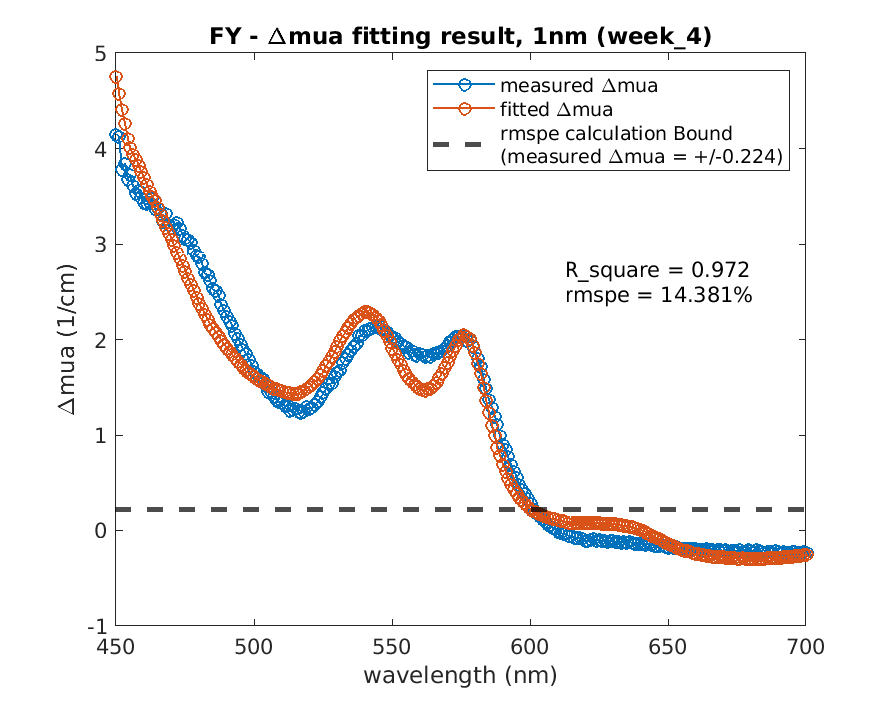 FY - Δmua fitting result, 1nm (week_4)
measured Δmua
fitted Δmua
rmspe calculation Bound
(measured Δmua = +/-0.224)
R_square = 0.972
rmspe = 14.381%
Δmua (1/cm)
5
4
3
2
1
0
-1
450 500 550 600 650 700
wavelength (nm)